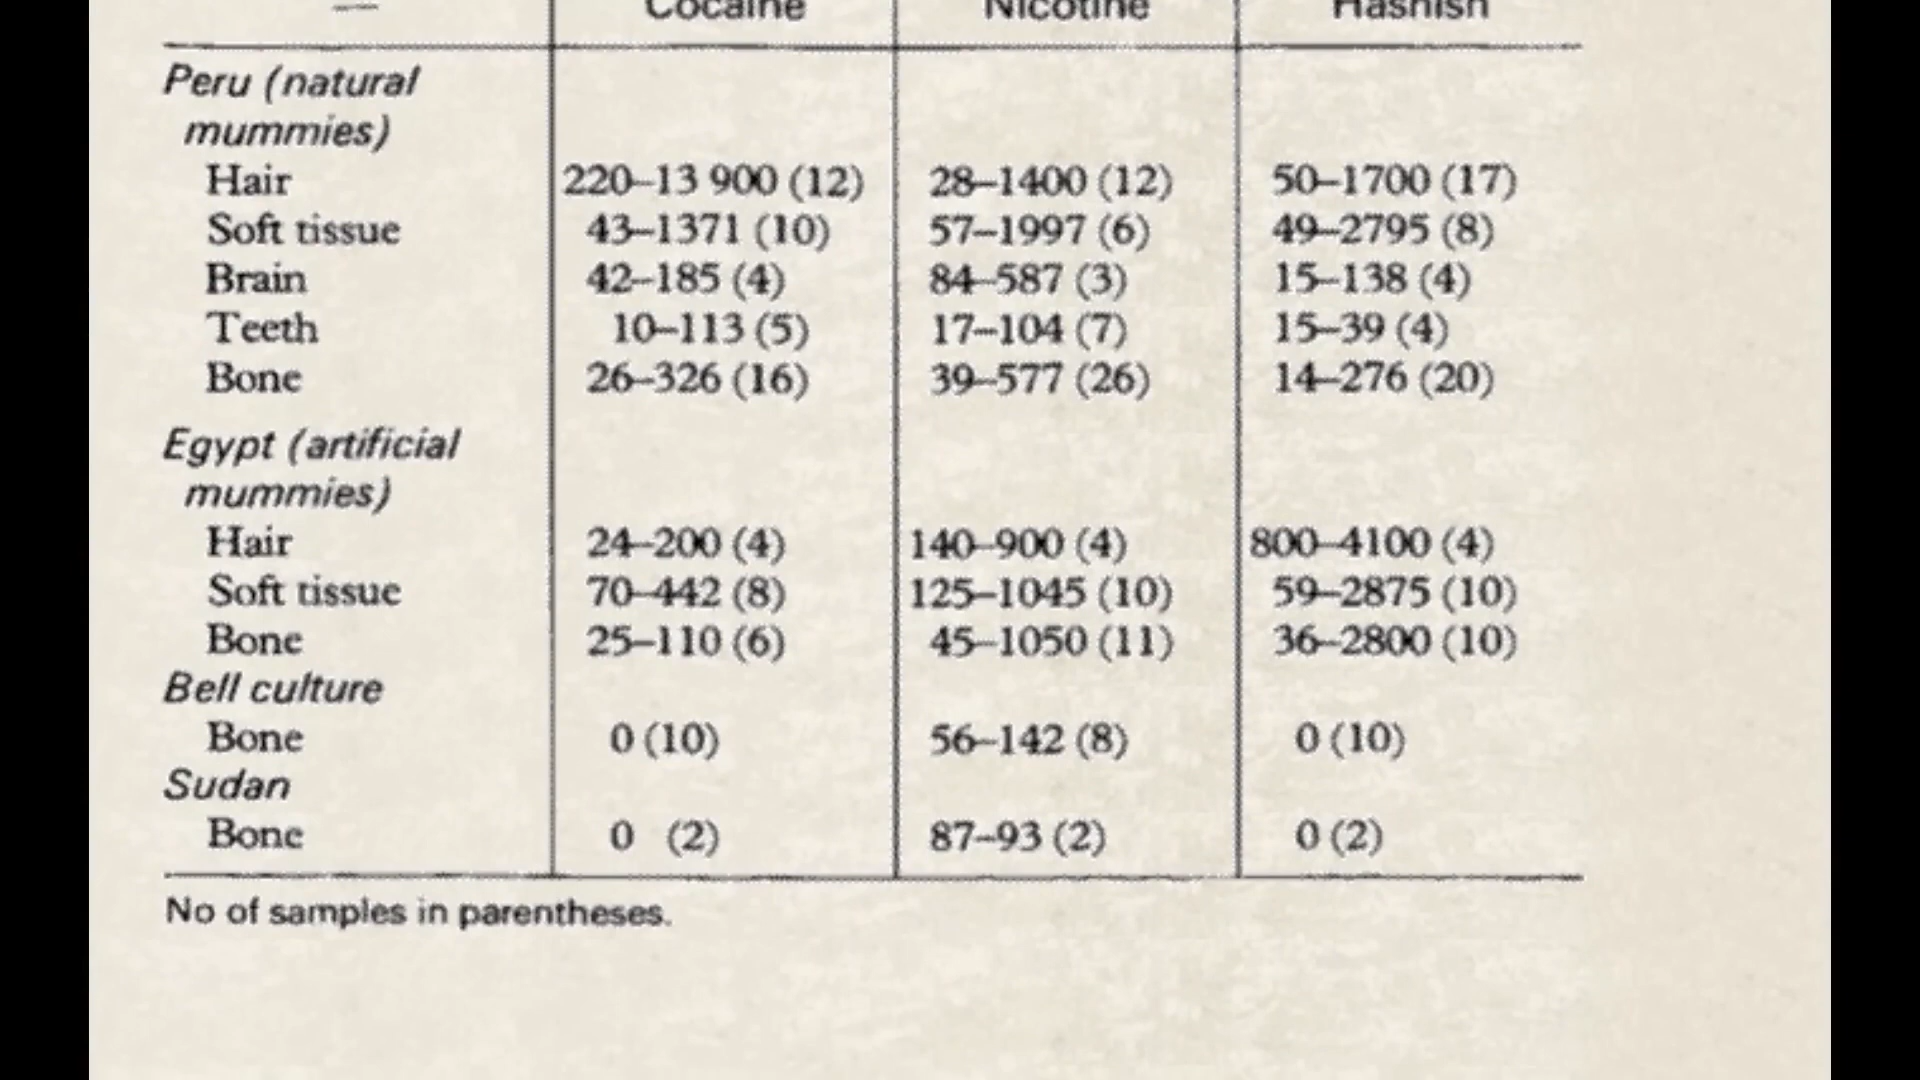 — Cocaine Nicotine Hashish
Peru (natural
mummies)
Hair 220–13 900 (12) 28–1400 (12) 50–1700 (17)
Soft tissue 43–1371 (10) 57–1997 (6) 49–2795 (8)
Brain 42–185 (4) 84–587 (3) 15–138 (4)
Teeth 10–113 (5) 17–104 (7) 15–39 (4)
Bone 26–326 (16) 39–577 (26) 14–276 (20)
Egypt (artificial
mummies)
Hair 24–200 (4) 140–900 (4) 800–4100 (4)
Soft tissue 70–442 (8) 125–1045 (10) 59–2875 (10)
Bone 25–110 (6) 45–1050 (11) 36–2800 (10)
Bell culture
Bone 0 (10) 56–142 (8) 0 (10)
Sudan
Bone 0 (2) 87–93 (2) 0 (2)
No of samples in parentheses.